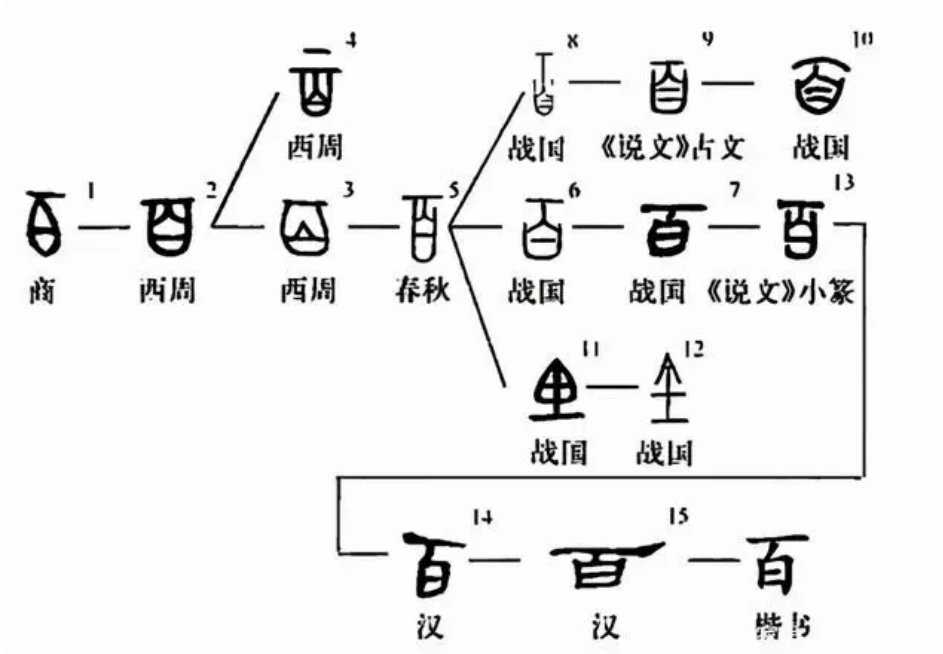 4 8 9 10
西周 战国 《说文》古文 战国
1 2 3 5 6 7 13
商 西周 西周 春秋 战国 战国 《说文》小篆
11 12
战国 战国
14 15
百 百 百
汉 汉 楷书